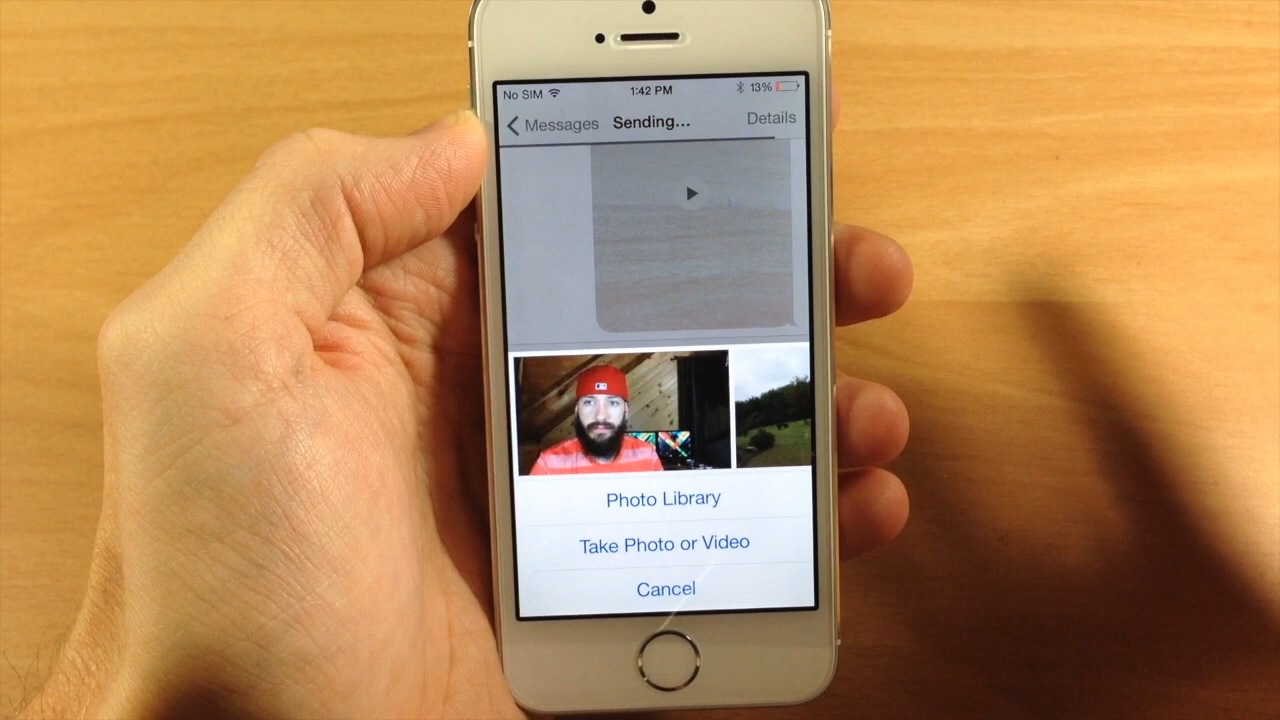 No SIM 1:42 PM 13%
Messages Sending... Details
Photo Library
Take Photo or Video
Cancel